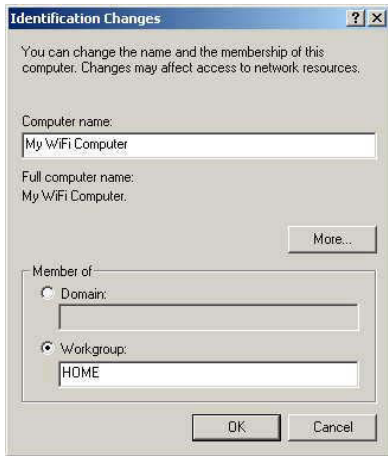 Identification Changes
You can change the name and the membership of this
computer. Changes may affect access to network resources.
Computer name:
My WiFi Computer
Full computer name:
My WiFi Computer.
More...
Member of
Domain:
Workgroup:
HOME
OK Cancel